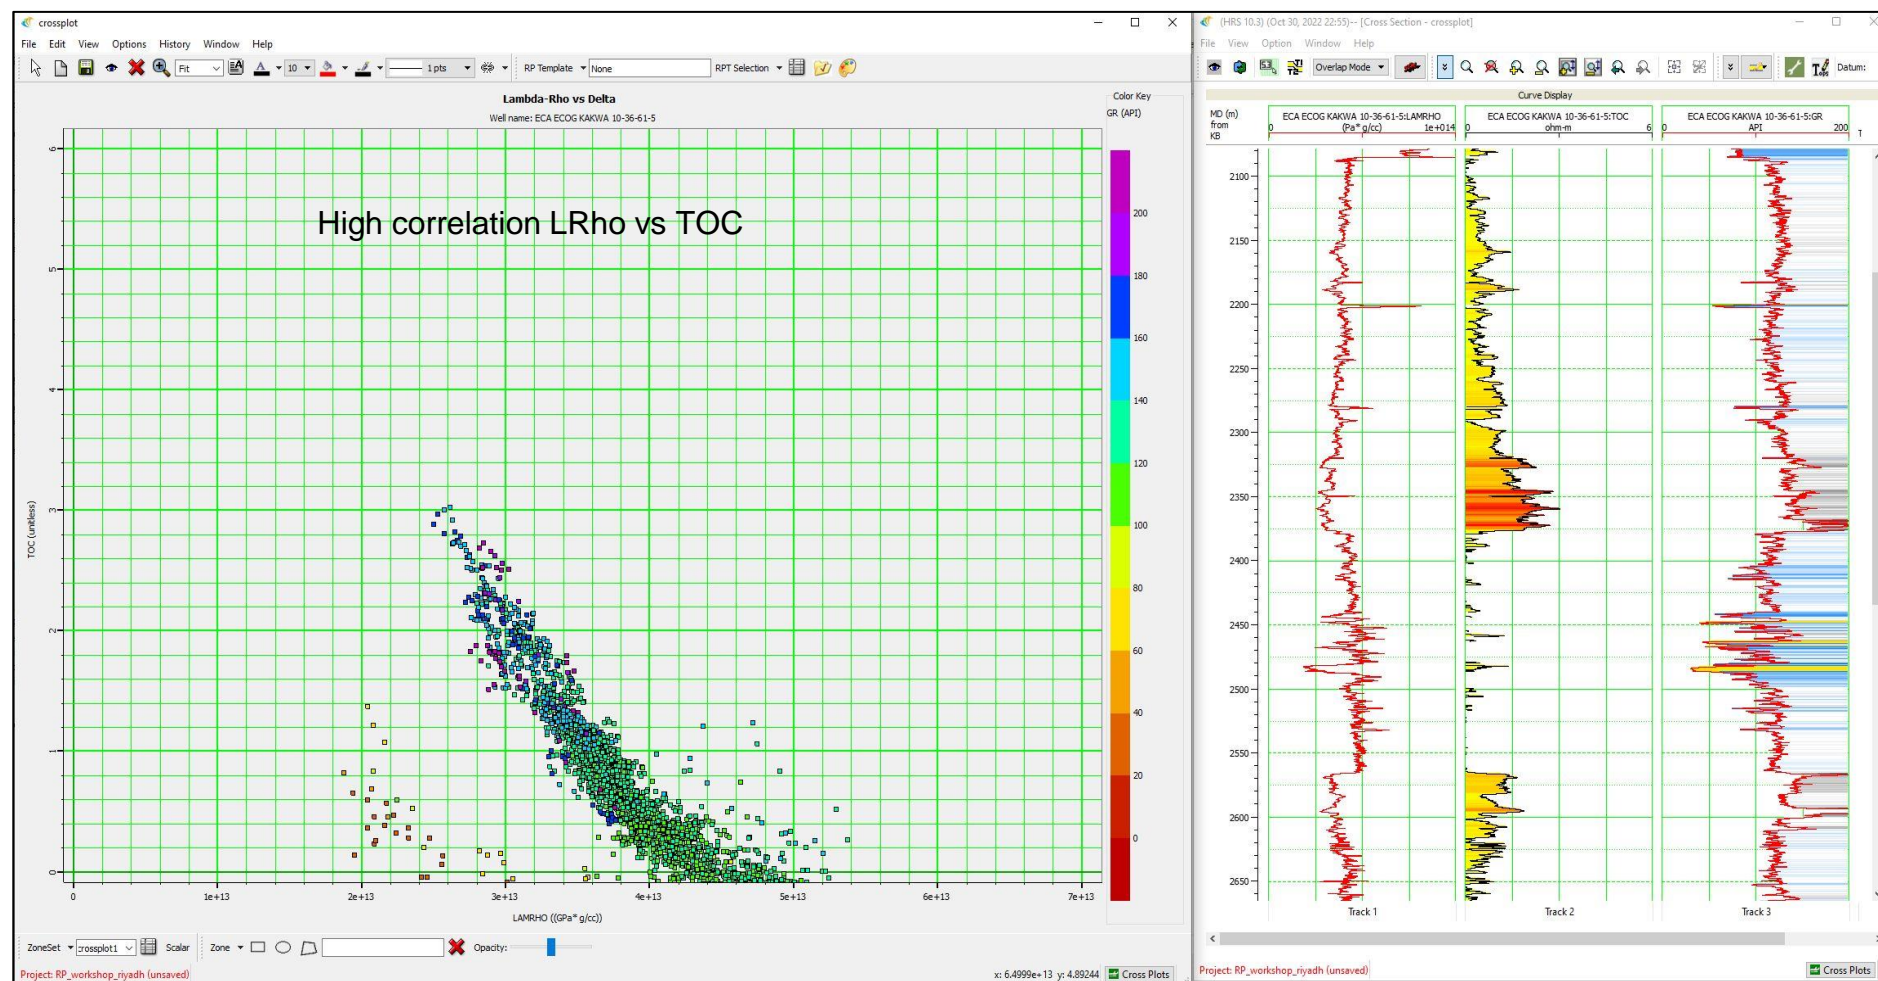 crossplot
File Edit View Options History Window Help
Fit
A
10
1 pts
RP Template
None
RPT Selection
Lambda-Rho vs Delta
Well name: ECA ECOG KAKWA 10-36-61-5
High correlation LRho vs TOC
TOC (unitless)
6
5
4
3
2
1
0
0 1e+13 2e+13 3e+13 4e+13 5e+13 6e+13 7e+13
LAMRHO ((GPa* g/cc))
Color Key
GR (API)
200
180
160
140
120
100
80
60
40
20
0
ZoneSet
crossplot1
Scalar
Zone
Opacity:
Project: RP_workshop_riyadh (unsaved)
x: 6.4999e+13 y: 4.89244
Cross Plots
(HRS 10.3) (Oct 30, 2022 22:55)-- [Cross Section - crossplot]
File View Option Window Help
Overlap Mode
Datum:
Curve Display
MD (m)
from
KB
ECA ECOG KAKWA 10-36-61-5:LAMRHO
0 (Pa* g/cc) 1e+014
ECA ECOG KAKWA 10-36-61-5:TOC
0 ohm-m 6
ECA ECOG KAKWA 10-36-61-5:GR
0 API 200
T
2100
2150
2200
2250
2300
2350
2400
2450
2500
2550
2600
2650
Track 1 Track 2 Track 3
Project: RP_workshop_riyadh (unsaved)
Cross Plots